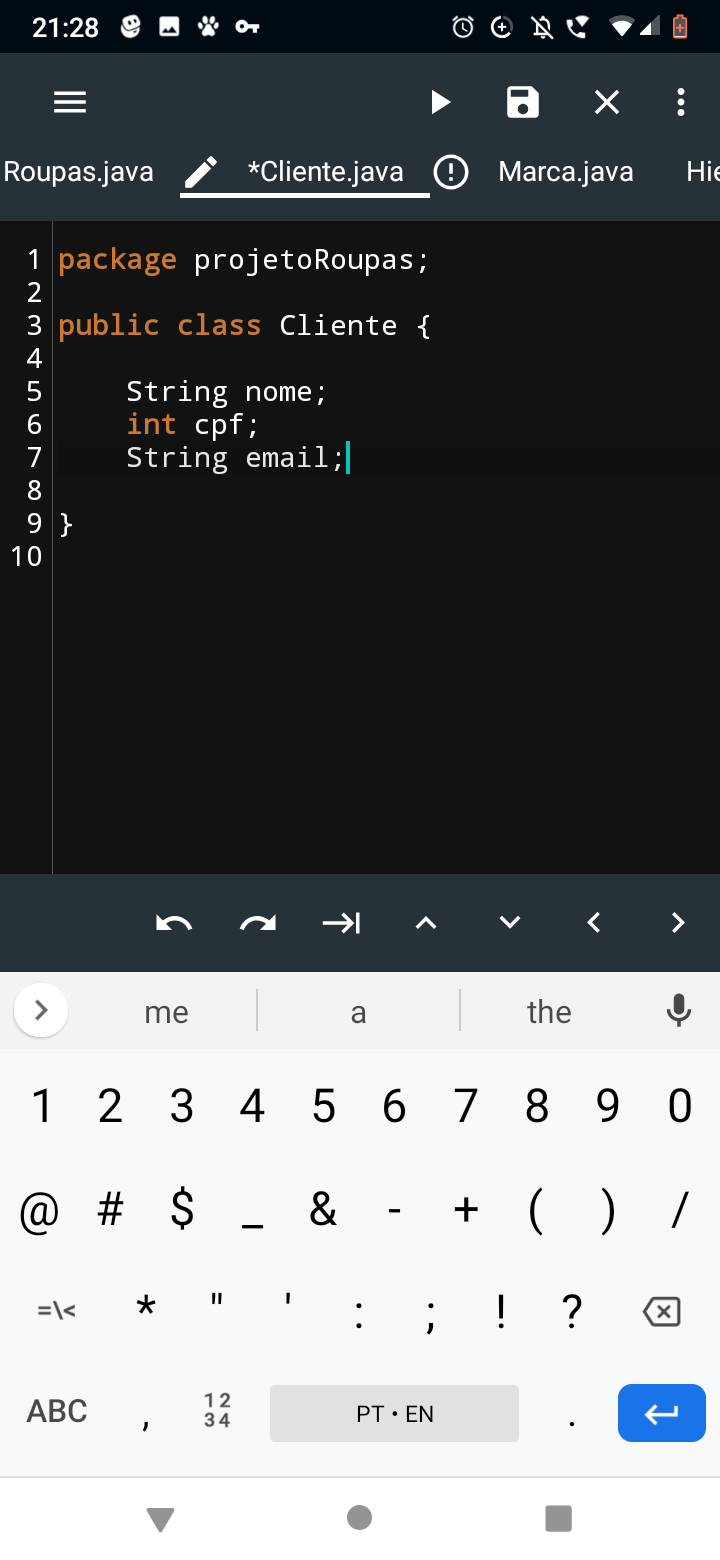 21:28
Roupas.java *Cliente.java Marca.java Hie
1 package projetoRoupas;
2
3 public class Cliente {
4
5 String nome;
6 int cpf;
7 String email;
8
9 }
10
me a the
1 2 3 4 5 6 7 8 9 0
@ # $ _ & - + ( ) /
=\< * " ' : ; ! ?
ABC , 12 34 PT • EN .